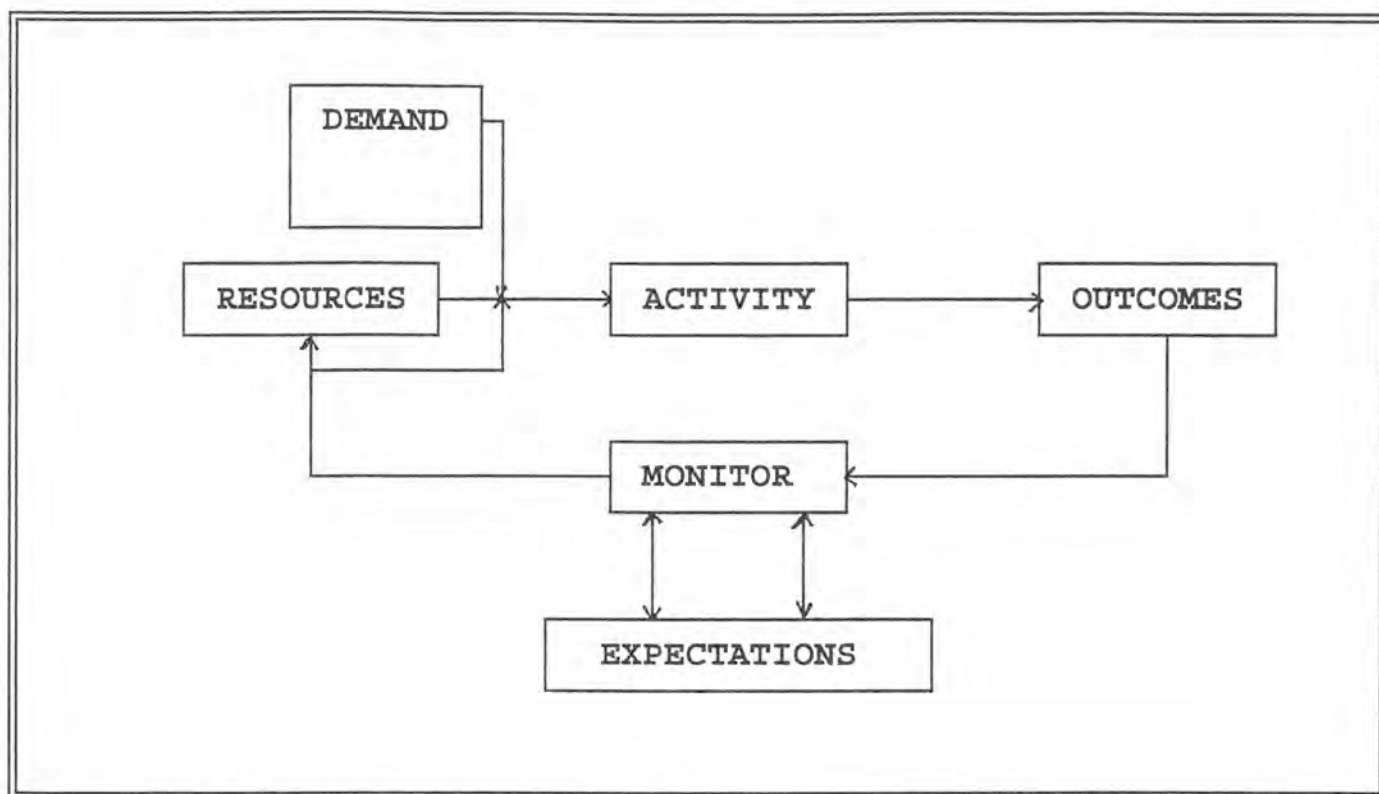 DEMAND
RESOURCES
ACTIVITY
OUTCOMES
MONITOR
EXPECTATIONS